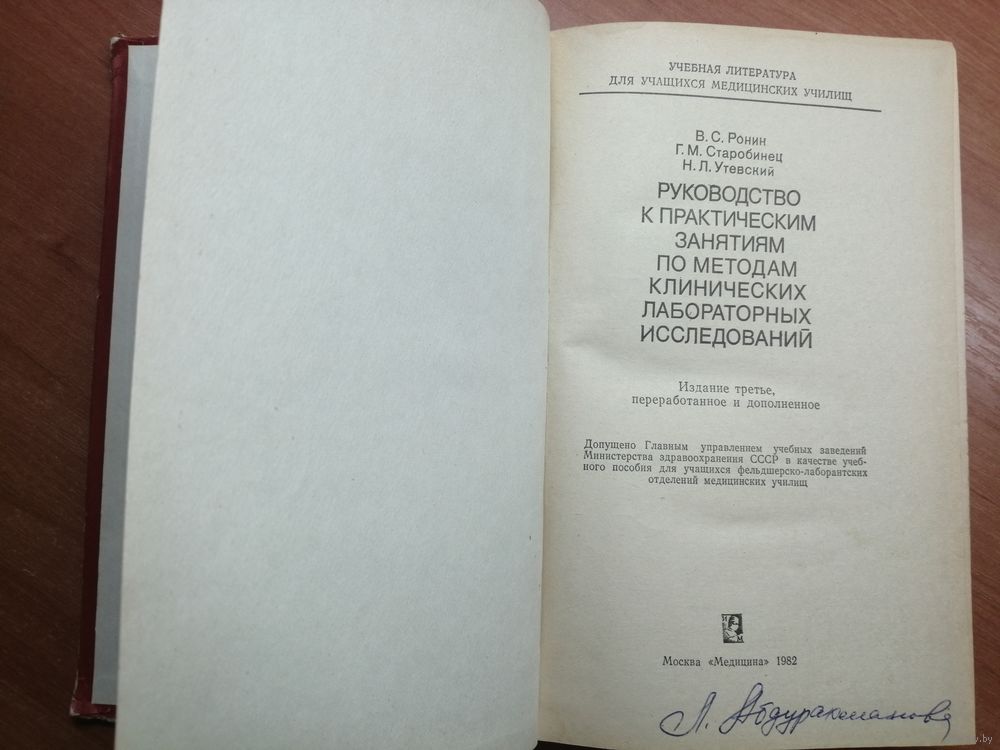 УЧЕБНАЯ ЛИТЕРАТУРА
ДЛЯ УЧАЩИХСЯ МЕДИЦИНСКИХ УЧИЛИЩ
В. С. Ронин
Г. М. Старобинец
Н. Л. Утевский
РУКОВОДСТВО
К ПРАКТИЧЕСКИМ
ЗАНЯТИЯМ
ПО МЕТОДАМ
КЛИНИЧЕСКИХ
ЛАБОРАТОРНЫХ
ИССЛЕДОВАНИЙ
Издание третье,
переработанное и дополненное
Допущено Главным управлением учебных заведений
Министерства здравоохранения СССР в качестве учеб-
ного пособия для учащихся фельдшерско-лаборантских
отделений медицинских училищ
Москва «Медицина» 1982
Л. Абдурахманова